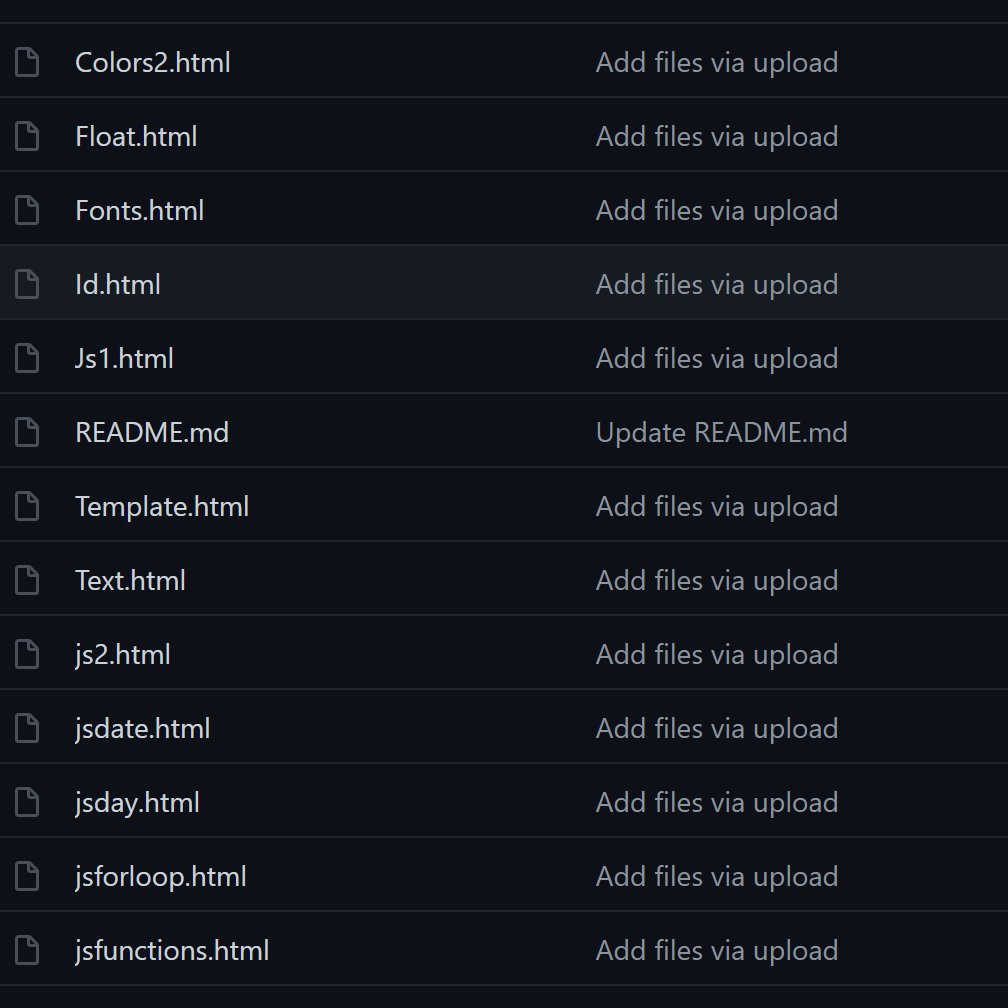 Colors2.html Add files via upload
Float.html Add files via upload
Fonts.html Add files via upload
Id.html Add files via upload
Js1.html Add files via upload
README.md Update README.md
Template.html Add files via upload
Text.html Add files via upload
js2.html Add files via upload
jsdate.html Add files via upload
jsday.html Add files via upload
jsforloop.html Add files via upload
jsfunctions.html Add files via upload